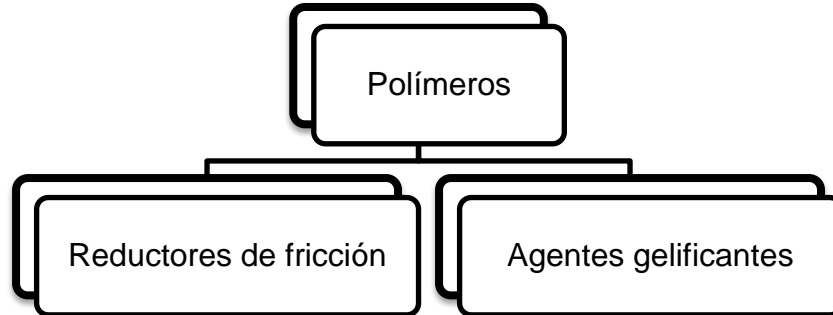 Polímeros
Reductores de fricción
Agentes gelificantes